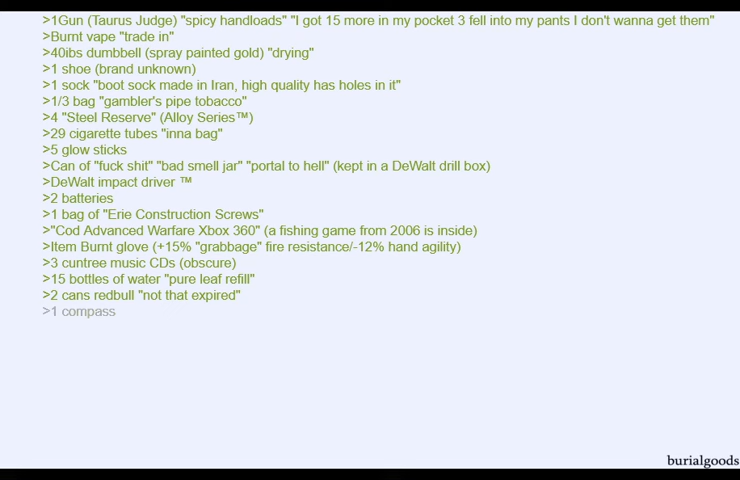 >1Gun (Taurus Judge) "spicy handloads" "I got 15 more in my pocket 3 fell into my pants I don't wanna get them"
>Burnt vape "trade in"
>40ibs dumbbell (spray painted gold) "drying"
>1 shoe (brand unknown)
>1 sock "boot sock made in Iran, high quality has holes in it"
>1/3 bag "gambler's pipe tobacco"
>4 "Steel Reserve" (Alloy Series™)
>29 cigarette tubes "inna bag"
>5 glow sticks
>Can of "fuck shit" "bad smell jar" "portal to hell" (kept in a DeWalt drill box)
>DeWalt impact driver ™
>2 batteries
>1 bag of "Erie Construction Screws"
>"Cod Advanced Warfare Xbox 360" (a fishing game from 2006 is inside)
>Item Burnt glove (+15% "grabbage" fire resistance/-12% hand agility)
>3 cuntree music CDs (obscure)
>15 bottles of water "pure leaf refill"
>2 cans redbull "not that expired"
>1 compass
burialgoods